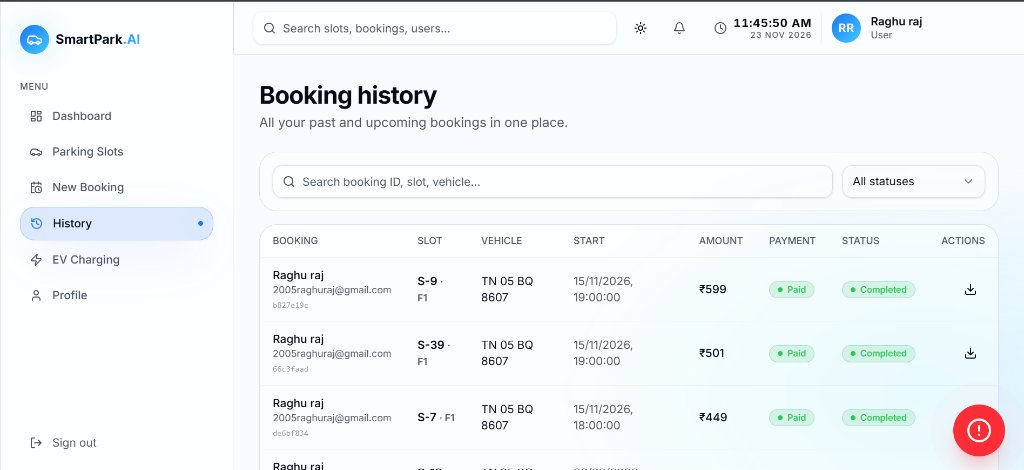 SmartPark.AI
MENU
Dashboard
Parking Slots
New Booking
History
EV Charging
Profile
Sign out
Search slots, bookings, users...
11:45:50 AM
23 NOV 2026
RR
Raghu raj
User
Booking history
All your past and upcoming bookings in one place.
Search booking ID, slot, vehicle...
All statuses
BOOKING SLOT VEHICLE START AMOUNT PAYMENT STATUS ACTIONS
Raghu raj
2005raghuraj@gmail.com
b827e19c
S-9 ·
F1
TN 05 BQ
8607
15/11/2026,
19:00:00
₹599
Paid
Completed
Raghu raj
2005raghuraj@gmail.com
66c3faad
S-39 ·
F1
TN 05 BQ
8607
15/11/2026,
19:00:00
₹501
Paid
Completed
Raghu raj
2005raghuraj@gmail.com
de6bf834
S-7 · F1
TN 05 BQ
8607
15/11/2026,
18:00:00
₹449
Paid
Completed
Raghu raj